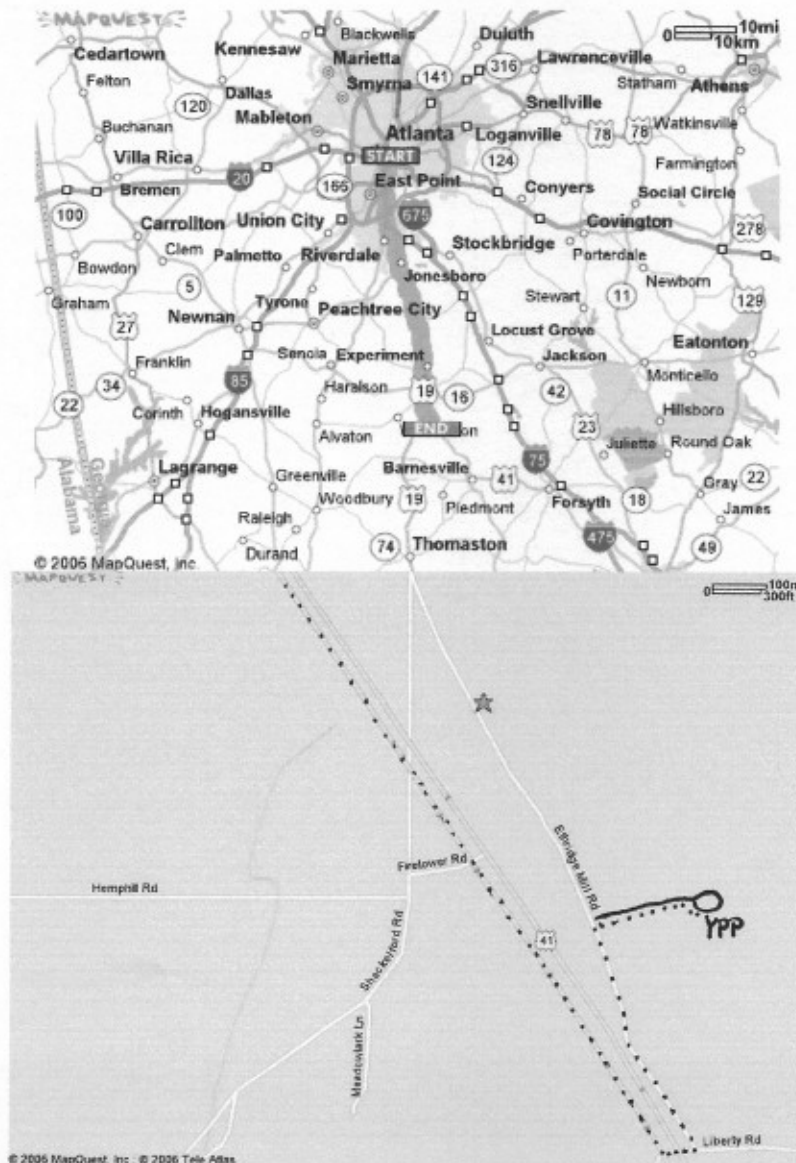 MAPQUEST
10mi
0
10km
Blackwells
Cedartown
Kennesaw
Duluth
Marietta
Lawrenceville
Felton
Smyrna
141
316
Statham
Athens
120
Dallas
Snellville
Mableton
Buchanan
Atlanta
Loganville
78
78
Watkinsville
Villa Rica
START
124
Farmington
20
Bremen
166
East Point
Conyers
Social Circle
100
Carrollton
Union City
675
Covington
278
Clem
Palmetto
Riverdale
Stockbridge
Porterdale
Bowdon
Jonesboro
Newborn
Graham
5
Tyrone
Stewart
11
129
Newnan
Peachtree City
27
Locust Grove
Eatonton
Franklin
Senoia
Experiment
Jackson
Monticello
34
85
Haralson
19
16
42
22
Corinth
Hogansville
Hillsboro
Alvaton
END
on
23
Juliette
Round Oak
Lagrange
75
Alabama
Georgia
Greenville
Barnesville
41
Gray
22
Woodbury
19
Piedmont
Forsyth
18
James
Raleigh
475
Durand
74
Thomaston
49
© 2006 MapQuest, Inc.
MAPQUEST
100m
0
300ft
Firetower Rd
Ethridge Mill Rd
Hemphill Rd
YPP
Shackelford Rd
41
Meadowlark Ln
Liberty Rd
© 2006 MapQuest, Inc.; © 2006 Tele Atlas